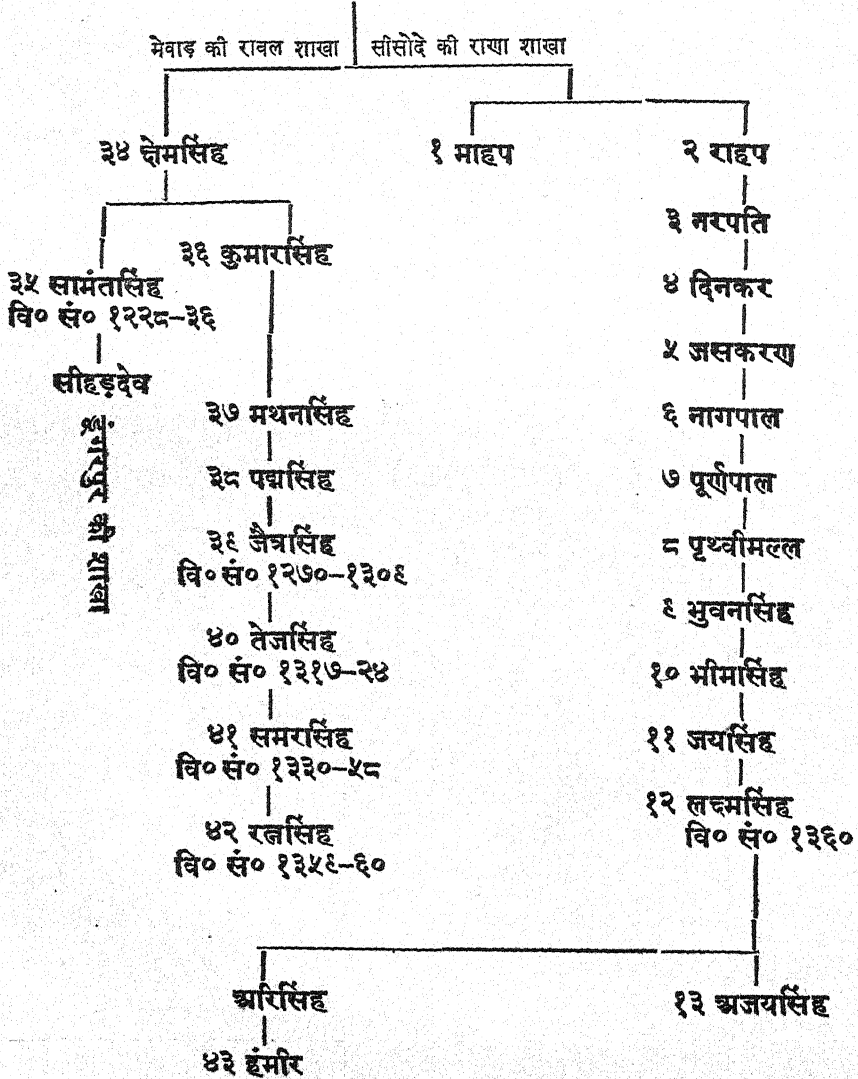 मेवाड़ की रावल शाखा
सीसोदे की राणा शाखा
३४ क्षेमसिंह
१ माहप
२ राहप
३ नरपति
३६ कुमारसिंह
३५ सामंतसिंह
वि० सं० १२२८-३६
४ दिनकर
५ जसकरण
सीहड़देव
डूंगरपुर की शाखा
३७ मथनसिंह
६ नागपाल
३८ पद्मसिंह
७ पूर्णपाल
३९ जैत्रसिंह
वि० सं० १२७०-१३०९
८ पृथ्वीमल्ल
९ भुवनसिंह
४० तेजसिंह
वि० सं० १३१७-२४
१० भीमसिंह
४१ समरसिंह
वि० सं० १३३०-५८
११ जयसिंह
१२ लक्ष्मसिंह
वि० सं० १३६०
४२ रत्नसिंह
वि० सं० १३५९-६०
अरिसिंह
१३ अजयसिंह
४३ हंमीर